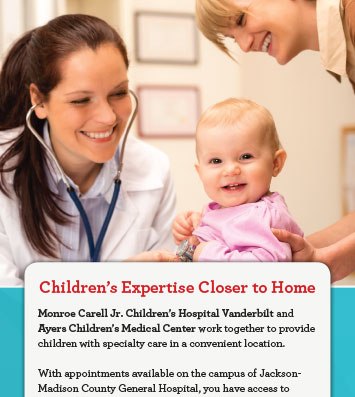 Children's Expertise Closer to Home
Monroe Carell Jr. Children's Hospital Vanderbilt and
Ayers Children's Medical Center work together to provide
children with specialty care in a convenient location.
With appointments available on the campus of Jackson-
Madison County General Hospital, you have access to